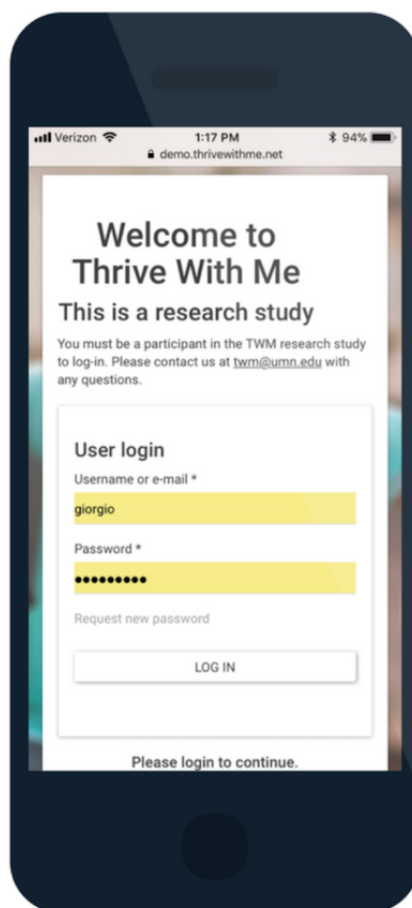 Verizon 1:17 PM 94%
demo.thrivewithme.net
Welcome to
Thrive With Me
This is a research study
You must be a participant in the TWM research study
to log-in. Please contact us at twm@umn.edu with
any questions.
User login
Username or e-mail *
giorgio
Password *
●●●●●●●●●
Request new password
LOG IN
Please login to continue.